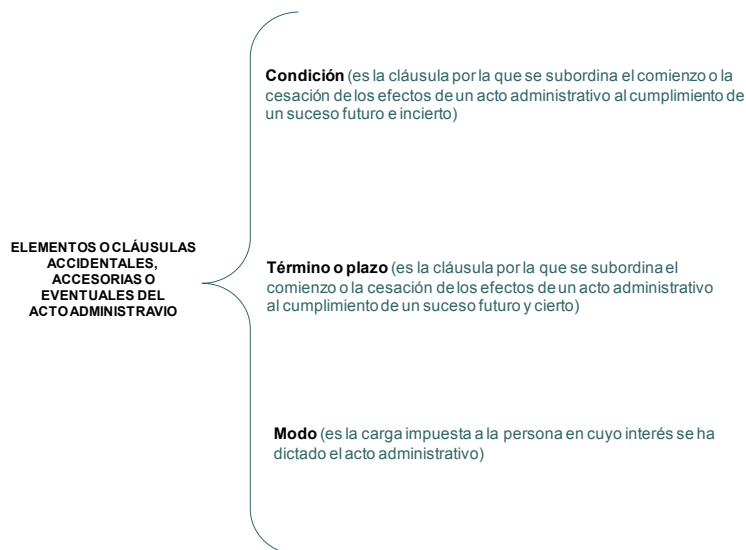 Condición (es la cláusula por la que se subordina el comienzo o la
cesación de los efectos de un acto administrativo al cumplimiento de
un suceso futuro e incierto)
ELEMENTOS O CLÁUSULAS
ACCIDENTALES,
ACCESORIAS O
EVENTUALES DEL
ACTO ADMINISTRAVIO
Término o plazo (es la cláusula por la que se subordina el
comienzo o la cesación de los efectos de un acto administrativo
al cumplimiento de un suceso futuro y cierto)
Modo (es la carga impuesta a la persona en cuyo interés se ha
dictado el acto administrativo)